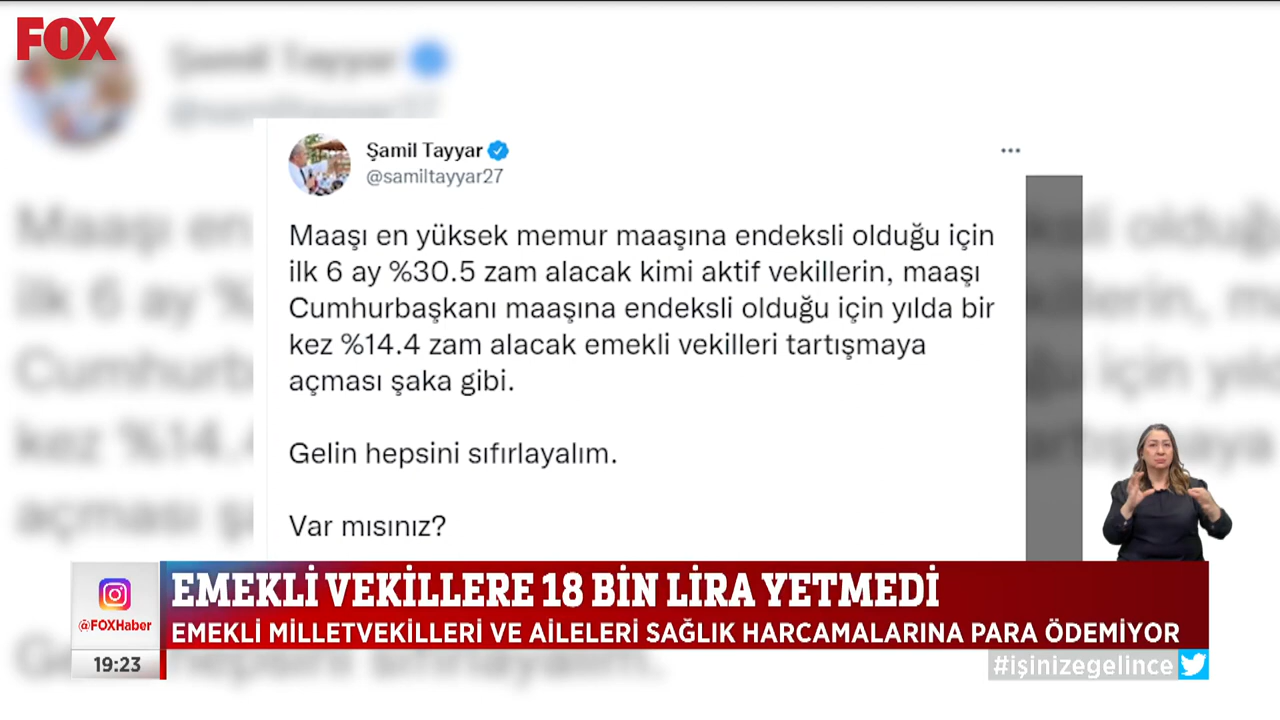 FOX
Şamil Tayyar
@samiltayyar27
Maaşı en yüksek memur maaşına endeksli olduğu için
ilk 6 ay %30.5 zam alacak kimi aktif vekillerin, maaşı
Cumhurbaşkanı maaşına endeksli olduğu için yılda bir
kez %14.4 zam alacak emekli vekilleri tartışmaya
açması şaka gibi.
Gelin hepsini sıfırlayalım.
Var mısınız?
EMEKLİ VEKİLLERE 18 BİN LİRA YETMEDİ
@FOXHaber
EMEKLİ MİLLETVEKİLLERİ VE AİLELERİ SAĞLIK HARCAMALARINA PARA ÖDEMİYOR
19:23
#işinizegelince